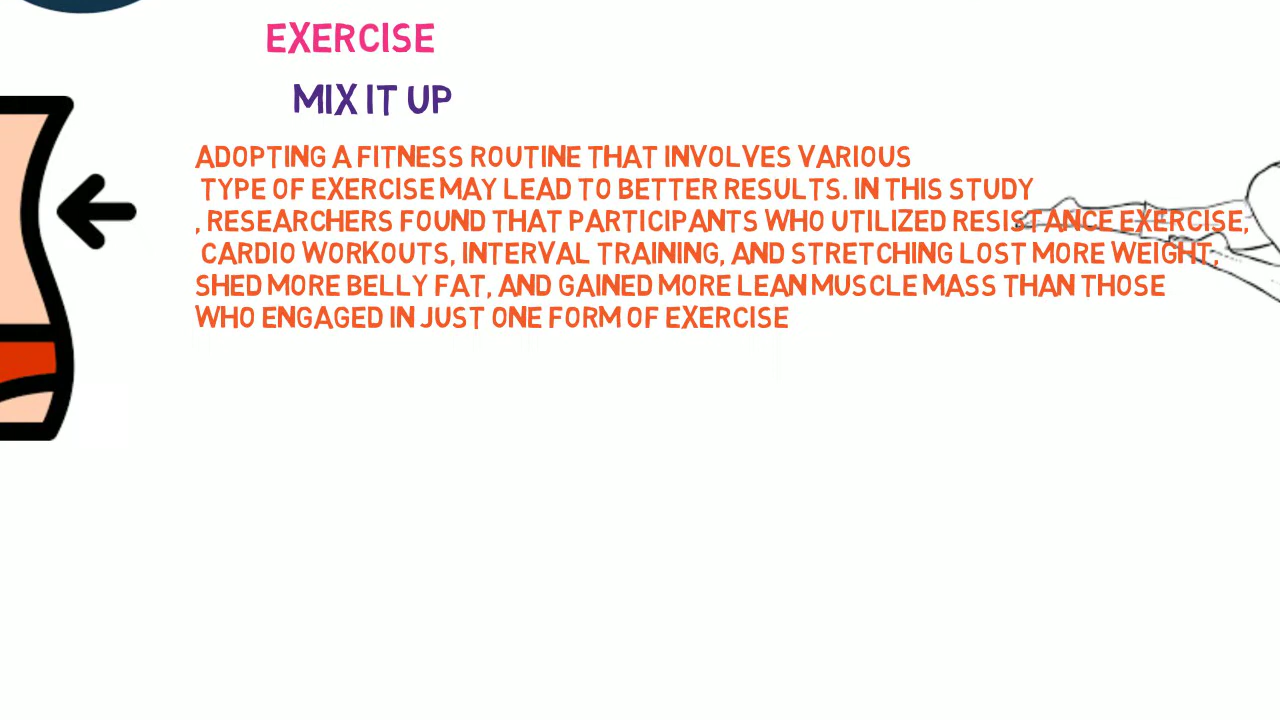 EXERCISE
MIX IT UP
ADOPTING A FITNESS ROUTINE THAT INVOLVES VARIOUS
TYPE OF EXERCISE MAY LEAD TO BETTER RESULTS. IN THIS STUDY
, RESEARCHERS FOUND THAT PARTICIPANTS WHO UTILIZED RESISTANCE EXERCISE,
CARDIO WORKOUTS, INTERVAL TRAINING, AND STRETCHING LOST MORE WEIGHT,
SHED MORE BELLY FAT, AND GAINED MORE LEAN MUSCLE MASS THAN THOSE
WHO ENGAGED IN JUST ONE FORM OF EXERCISE